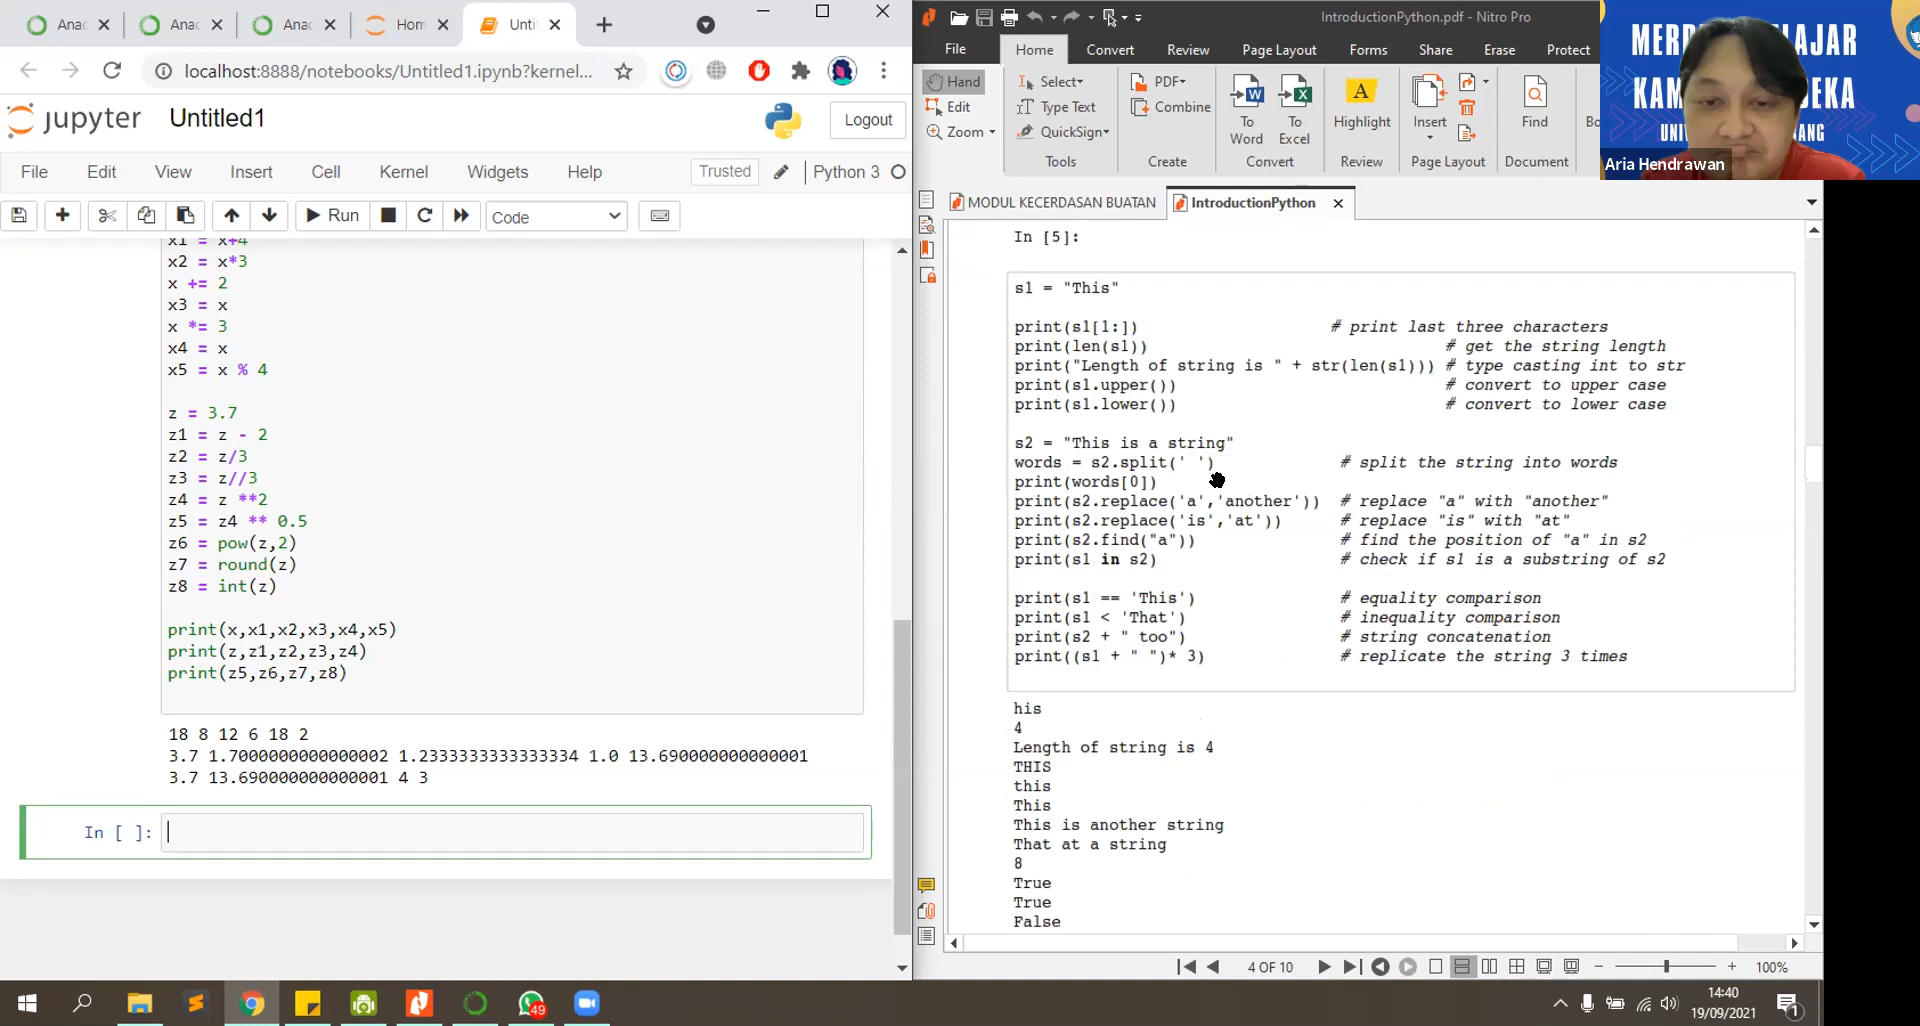 Anac
Anac
Anac
Hom
Unti
localhost:8888/notebooks/Untitled1.ipynb?kernel...
jupyter
Untitled1
Logout
File Edit View Insert Cell Kernel Widgets Help
Trusted
Python 3
Run
Code
x1 = x+4
x2 = x*3
x += 2
x3 = x
x *= 3
x4 = x
x5 = x % 4
z = 3.7
z1 = z - 2
z2 = z/3
z3 = z//3
z4 = z **2
z5 = z4 ** 0.5
z6 = pow(z,2)
z7 = round(z)
z8 = int(z)
print(x,x1,x2,x3,x4,x5)
print(z,z1,z2,z3,z4)
print(z5,z6,z7,z8)
18 8 12 6 18 2
3.7 1.7000000000000002 1.2333333333333334 1.0 13.690000000000001
3.7 13.690000000000001 4 3
In [ ]:
IntroductionPython.pdf - Nitro Pro
File Home Convert Review Page Layout Forms Share Erase Protect
Hand
Edit
Zoom
Select
Type Text
QuickSign
Tools
PDF
Combine
Create
To Word
To Excel
Convert
Highlight
Review
Insert
Page Layout
Find
Document
Aria Hendrawan
MODUL KECERDASAN BUATAN
IntroductionPython
In [5]:
s1 = "This"
print(s1[1:]) # print last three characters
print(len(s1)) # get the string length
print("Length of string is " + str(len(s1))) # type casting int to str
print(s1.upper()) # convert to upper case
print(s1.lower()) # convert to lower case
s2 = "This is a string"
words = s2.split(' ') # split the string into words
print(words[0])
print(s2.replace('a','another')) # replace "a" with "another"
print(s2.replace('is','at')) # replace "is" with "at"
print(s2.find("a")) # find the position of "a" in s2
print(s1 in s2) # check if s1 is a substring of s2
print(s1 == 'This') # equality comparison
print(s1 < 'That') # inequality comparison
print(s2 + " too") # string concatenation
print((s1 + " ")* 3) # replicate the string 3 times
his
4
Length of string is 4
THIS
this
This
This is another string
That at a string
8
True
True
False
4 OF 10
100%
49
14:40
19/09/2021
1